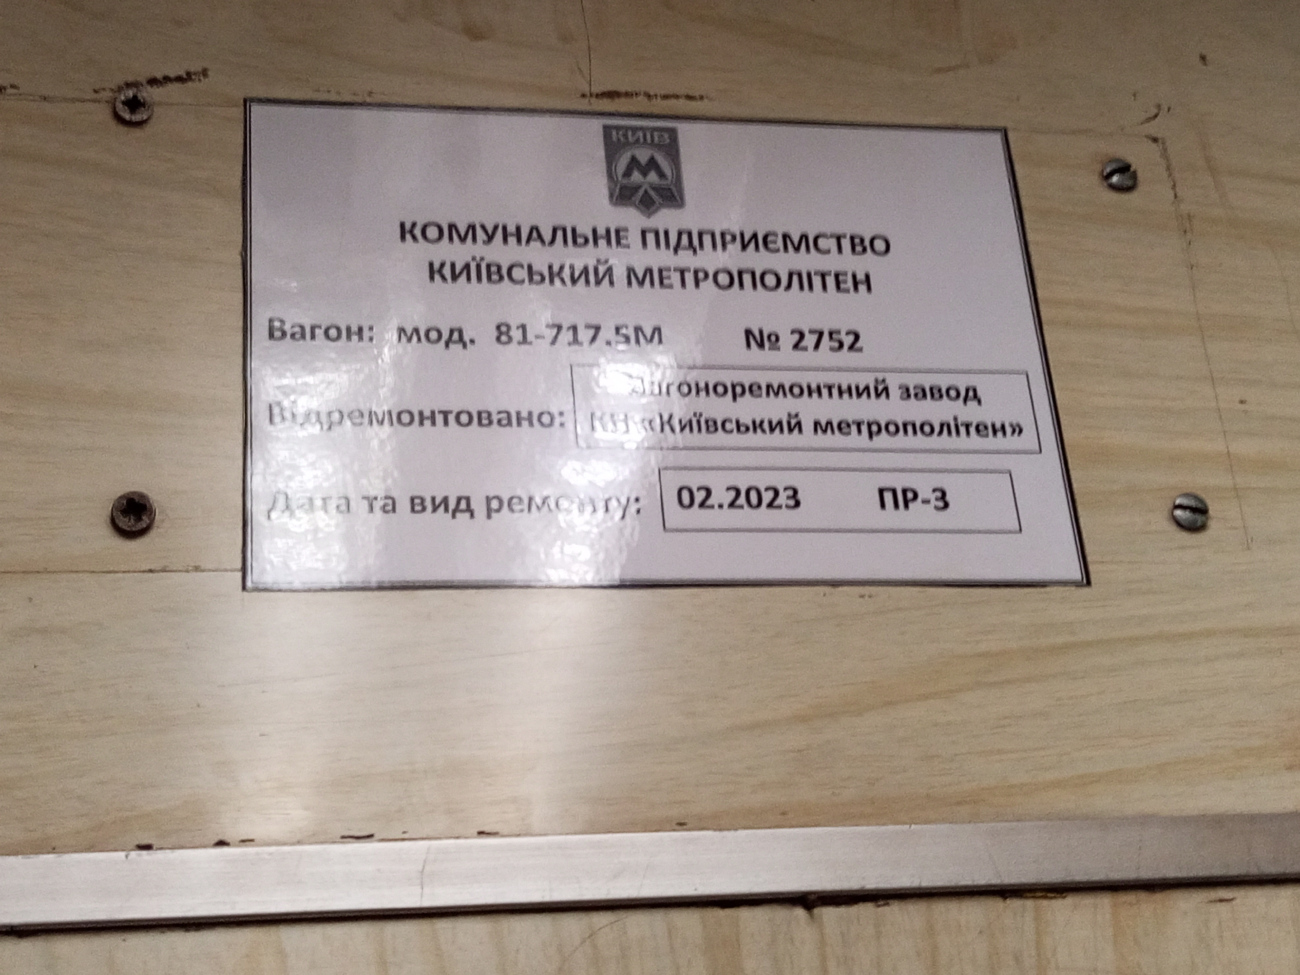 КИЇВ
М
КОМУНАЛЬНЕ ПІДПРИЄМСТВО
КИЇВСЬКИЙ МЕТРОПОЛІТЕН
Вагон: мод. 81-717.5М № 2752
Вагоноремонтний завод
Відремонтовано: КП «Київський метрополітен»
Дата та вид ремонту: 02.2023 ПР-3